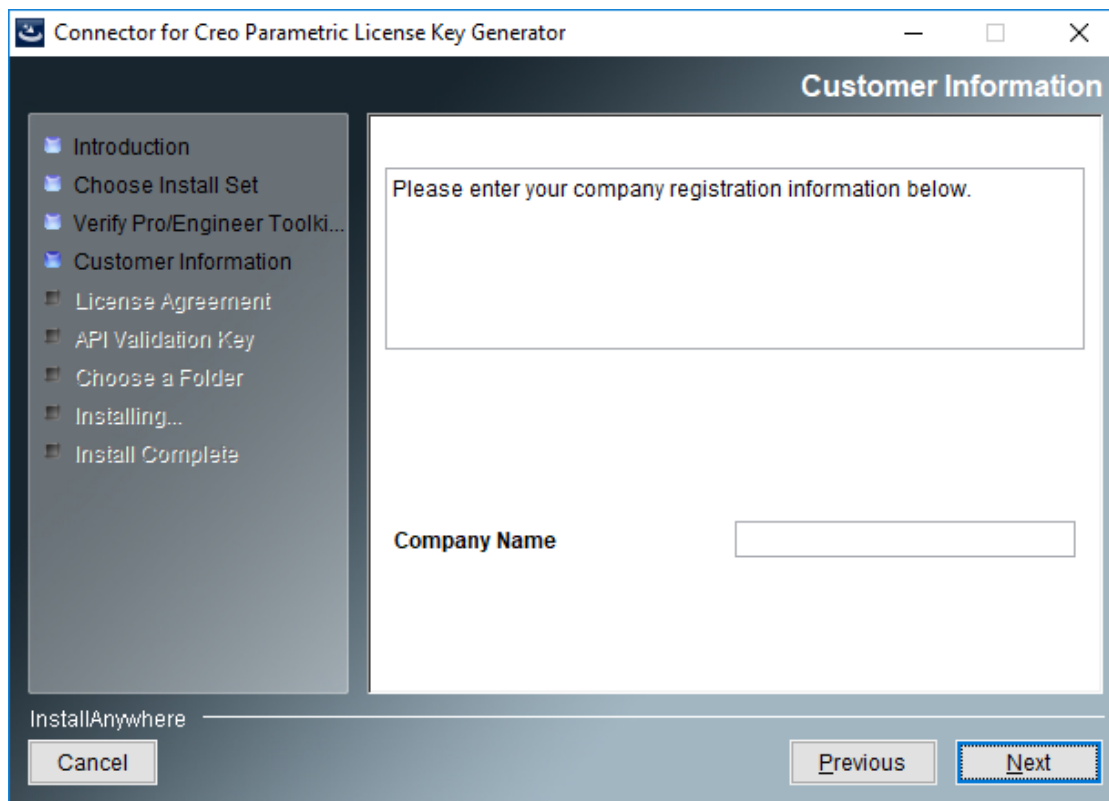 Connector for Creo Parametric License Key Generator
Customer Information
Introduction
Choose Install Set
Verify Pro/Engineer Toolki...
Customer Information
License Agreement
API Validation Key
Choose a Folder
Installing...
Install Complete
Please enter your company registration information below.
Company Name
InstallAnywhere
Cancel
Previous
Next